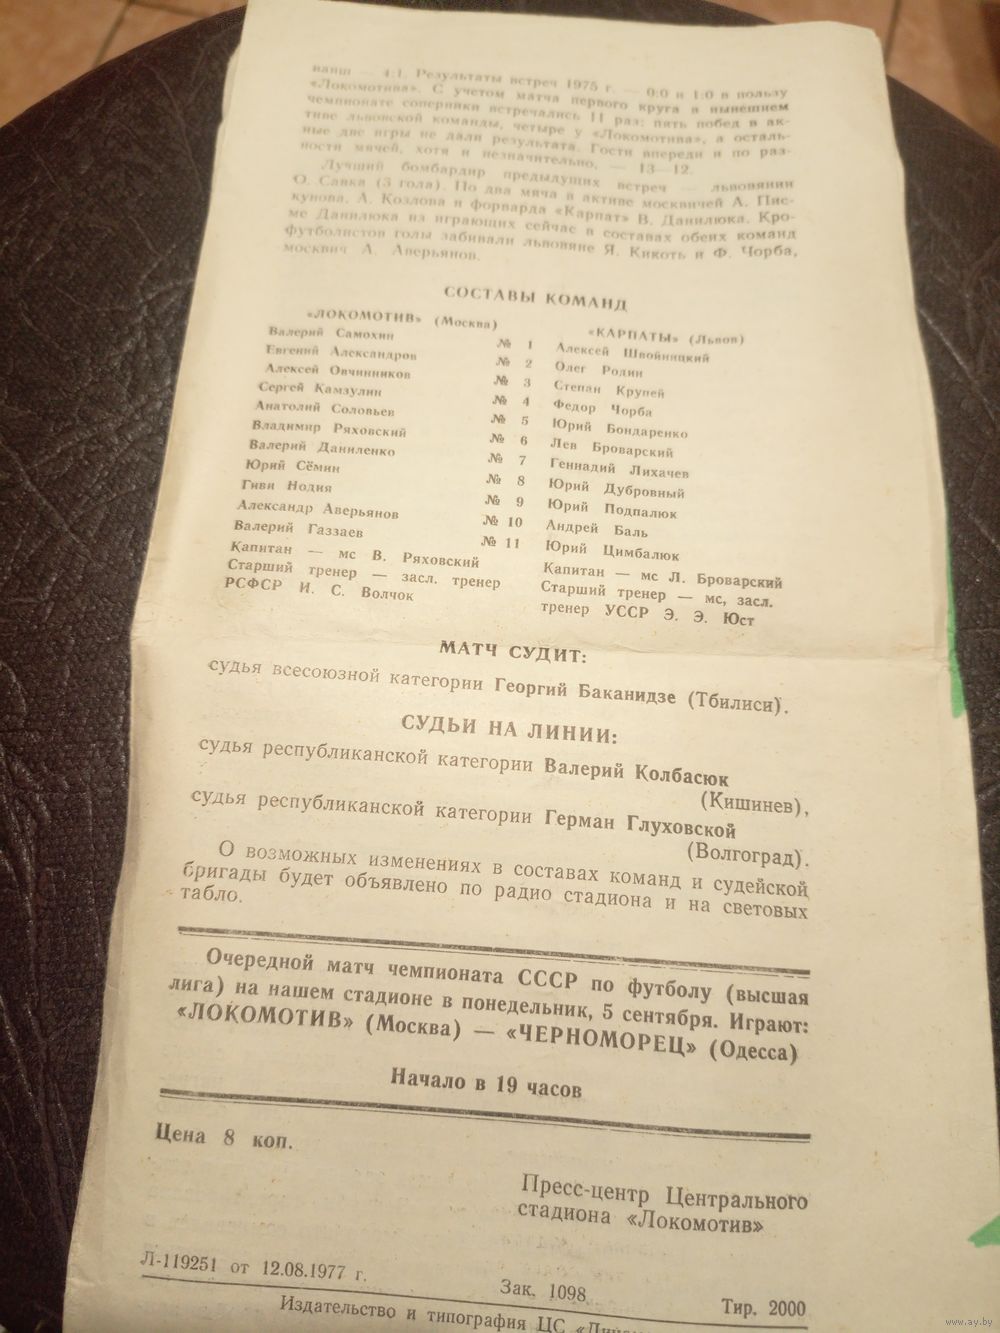 ванш — 4:1. Результаты встреч 1975 г. — 0:0 и 1:0 в пользу
«Локомотива». С учетом матча первого круга в нынешнем
чемпионате соперники встречались 11 раз: пять побед в ак-
тиве львовской команды, четыре у «Локомотива», а осталь-
ные две игры не дали результата. Гости впереди и по раз-
ности мячей, хотя и незначительно, — 13—12.
Лучший бомбардир предыдущих встреч — львовянин
О. Савка (3 гола). По два мяча в активе москвичей А. Пис-
кунова, А. Козлова и форварда «Карпат» В. Данилюка. Кро-
ме Данилюка из играющих сейчас в составах обеих команд
футболистов голы забивали львовяне Я. Кикоть и Ф. Чорба,
москвич А. Аверьянов.
СОСТАВЫ КОМАНД
«ЛОКОМОТИВ» (Москва) «КАРПАТЫ» (Львов)
Валерий Самохин № 1 Алексей Швойницкий
Евгений Александров № 2 Олег Родин
Алексей Овчинников № 3 Степан Крупей
Сергей Камзулин № 4 Федор Чорба
Анатолий Соловьев № 5 Юрий Бондаренко
Владимир Ряховский № 6 Лев Броварский
Валерий Даниленко № 7 Геннадий Лихачев
Юрий Сёмин № 8 Юрий Дубровный
Гиви Нодия № 9 Юрий Подпалюк
Александр Аверьянов № 10 Андрей Баль
Валерий Газзаев № 11 Юрий Цимбалюк
Капитан — мс В. Ряховский Капитан — мс Л. Броварский
Старший тренер — засл. тренер Старший тренер — мс, засл.
РСФСР И. С. Волчок тренер УССР Э. Э. Юст
МАТЧ СУДИТ:
судья всесоюзной категории Георгий Баканидзе (Тбилиси).
СУДЬИ НА ЛИНИИ:
судья республиканской категории Валерий Колбасюк
(Кишинев),
судья республиканской категории Герман Глуховской
(Волгоград).
О возможных изменениях в составах команд и судейской
бригады будет объявлено по радио стадиона и на световых
табло.
Очередной матч чемпионата СССР по футболу (высшая
лига) на нашем стадионе в понедельник, 5 сентября. Играют:
«ЛОКОМОТИВ» (Москва) — «ЧЕРНОМОРЕЦ» (Одесса)
Начало в 19 часов
Цена 8 коп.
Пресс-центр Центрального
стадиона «Локомотив»
Л-119251 от 12.08.1977 г. Зак. 1098 Тир. 2000
Издательство и типография ЦС
www.ay.by